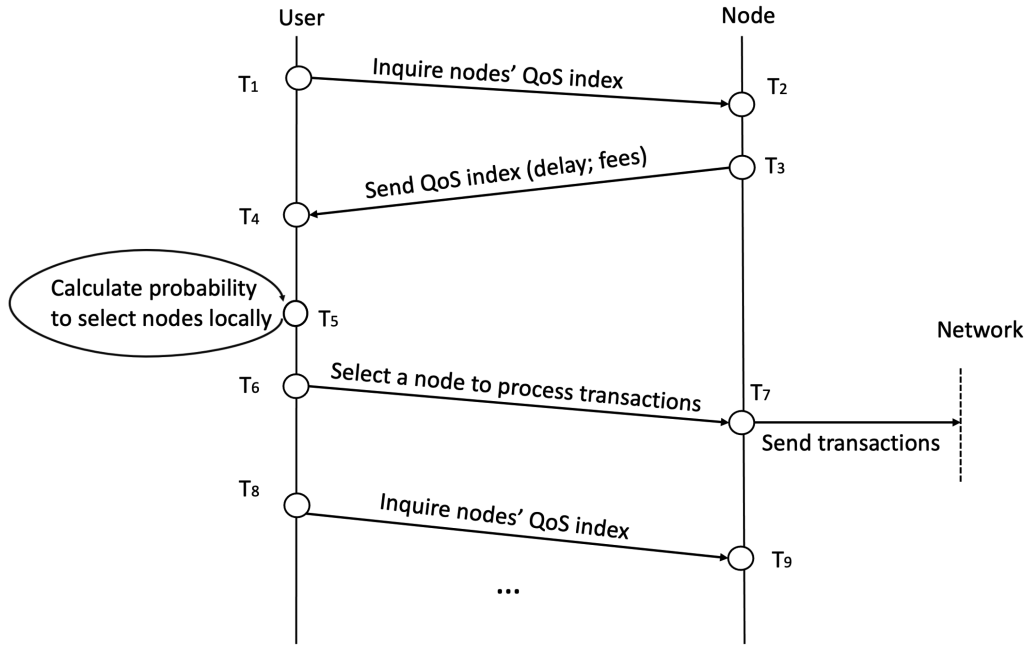 User
Node
T1
Inquire nodes’ QoS index
T2
Send QoS index (delay; fees)
T3
T4
Calculate probability
to select nodes locally
T5
Network
T6
Select a node to process transactions
T7
Send transactions
T8
Inquire nodes’ QoS index
T9
...